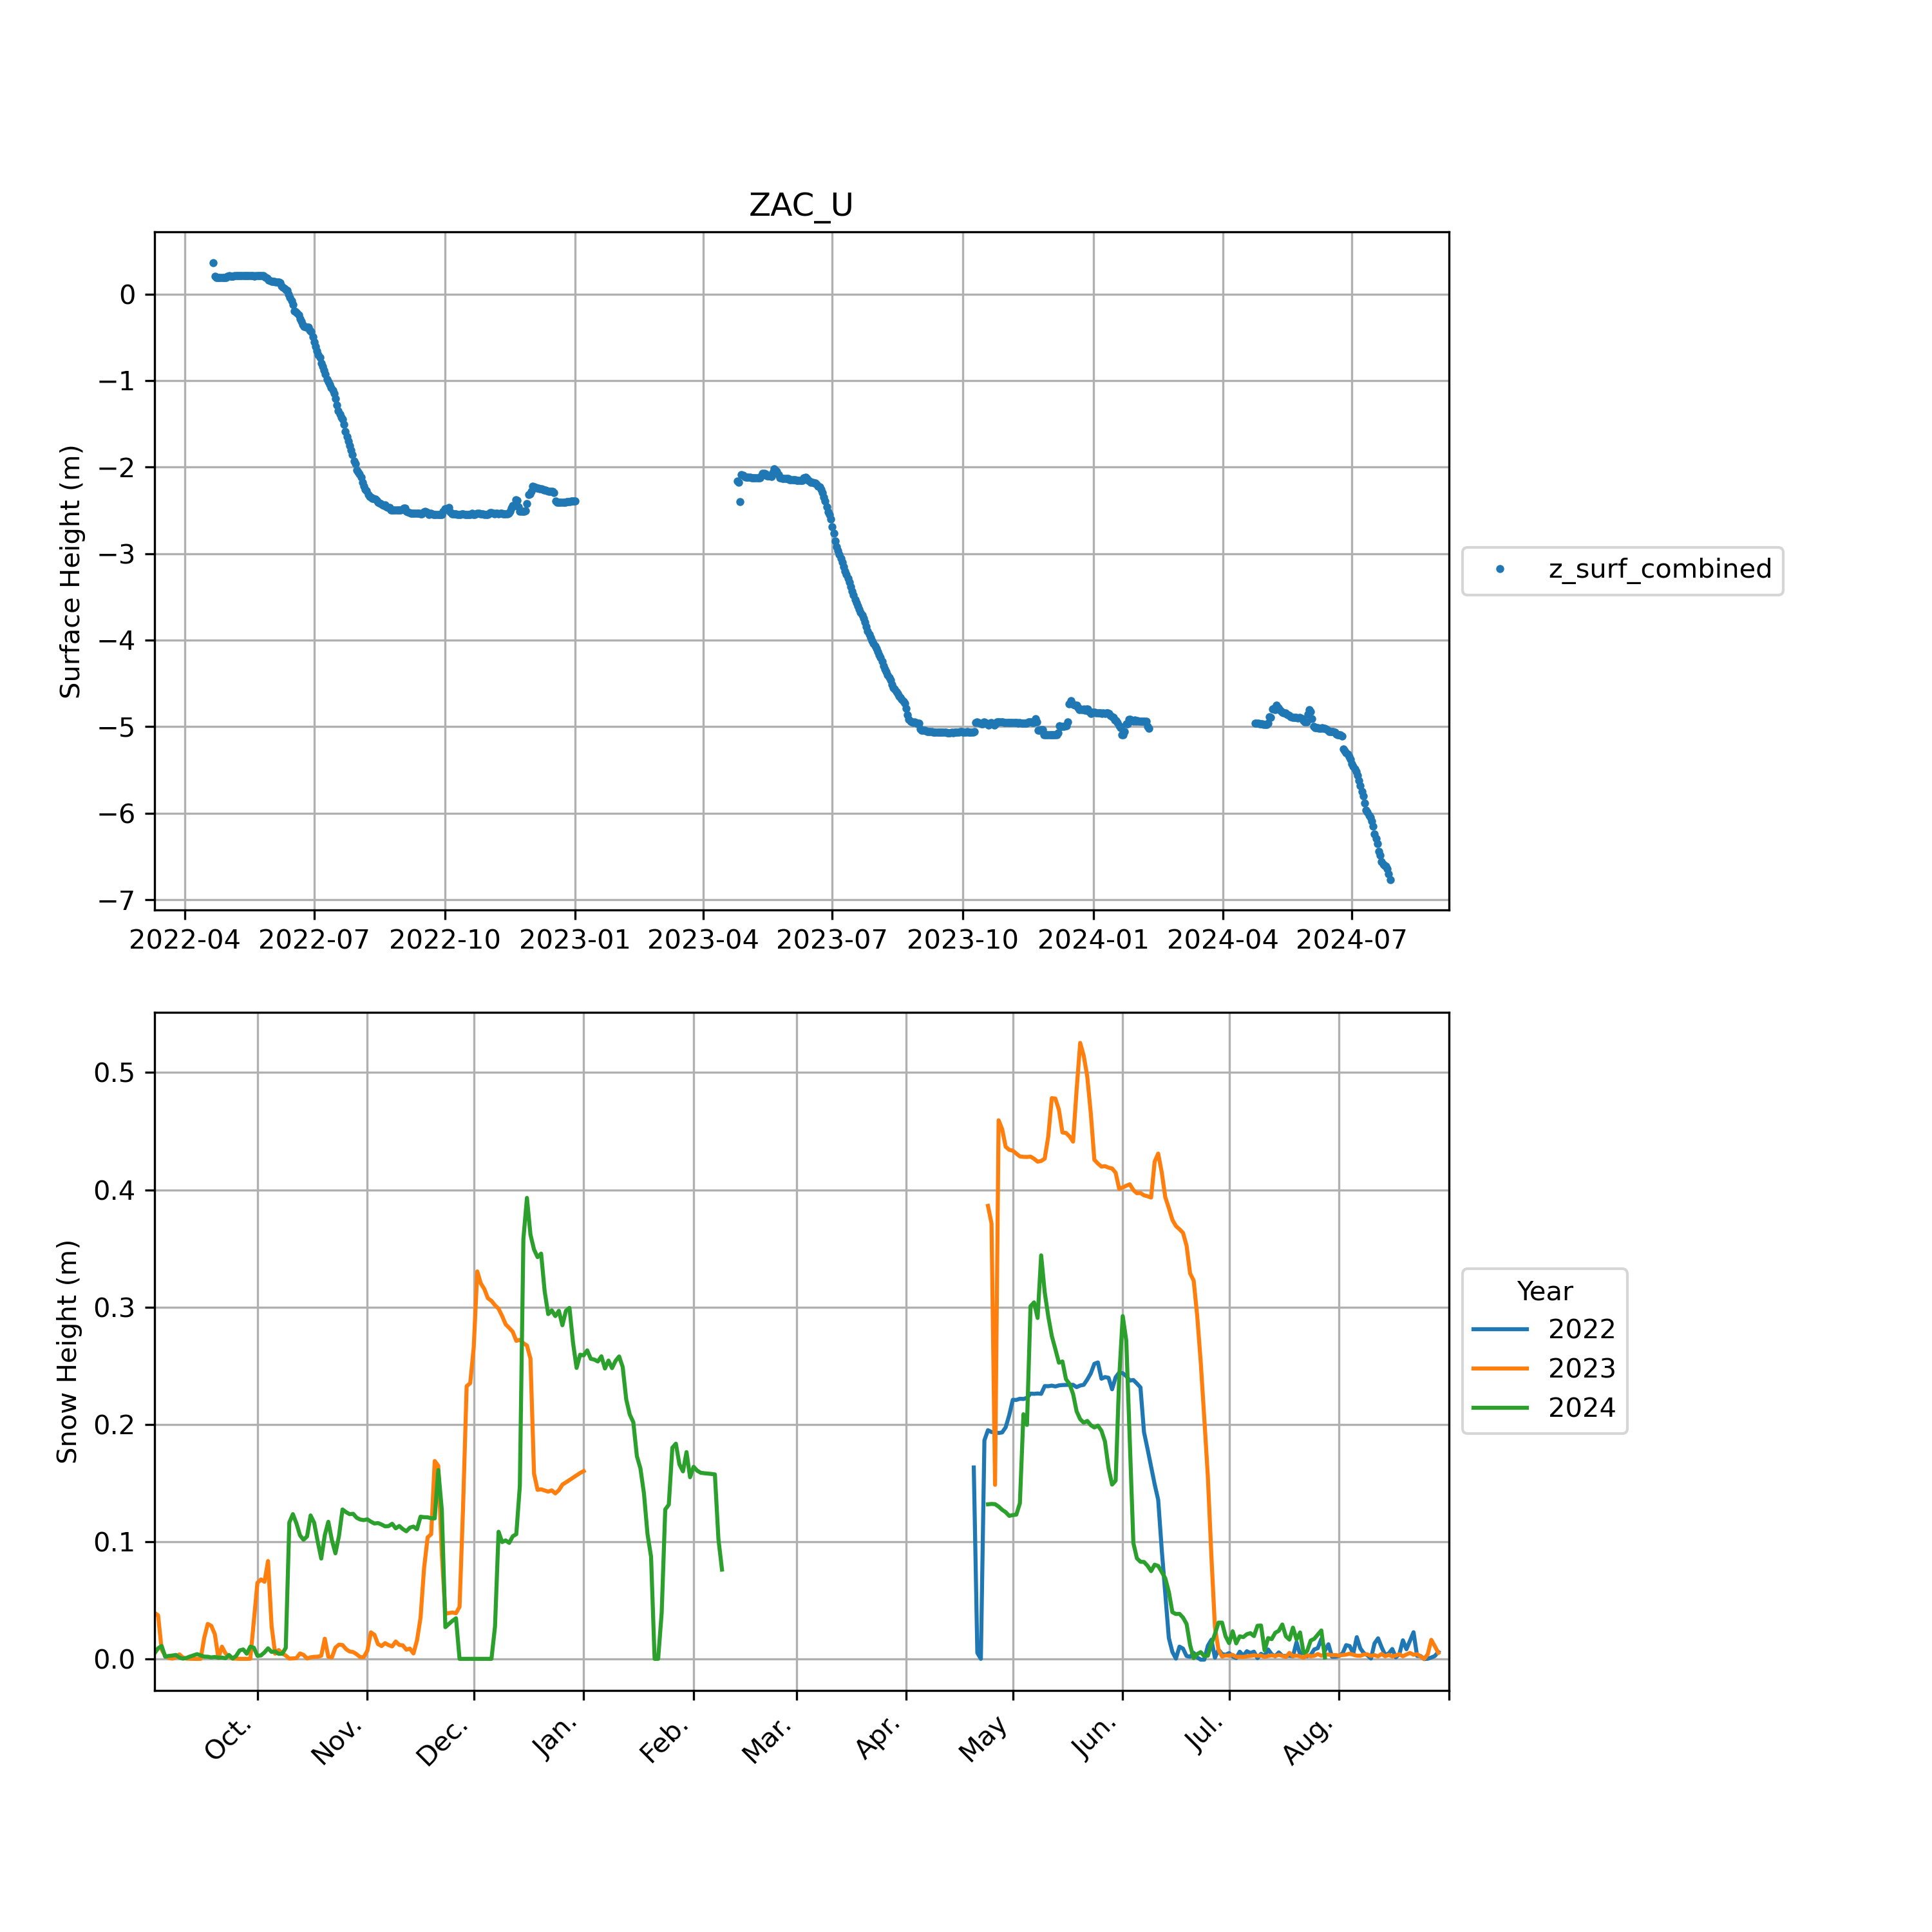 ZAC_U
Surface Height (m)
0
−1
−2
−3
−4
−5
−6
−7
2022-04 2022-07 2022-10 2023-01 2023-04 2023-07 2023-10 2024-01 2024-04 2024-07
z_surf_combined
Snow Height (m)
0.5
0.4
0.3
0.2
0.1
0.0
Oct. Nov. Dec. Jan. Feb. Mar. Apr. May Jun. Jul. Aug.
Year
2022
2023
2024